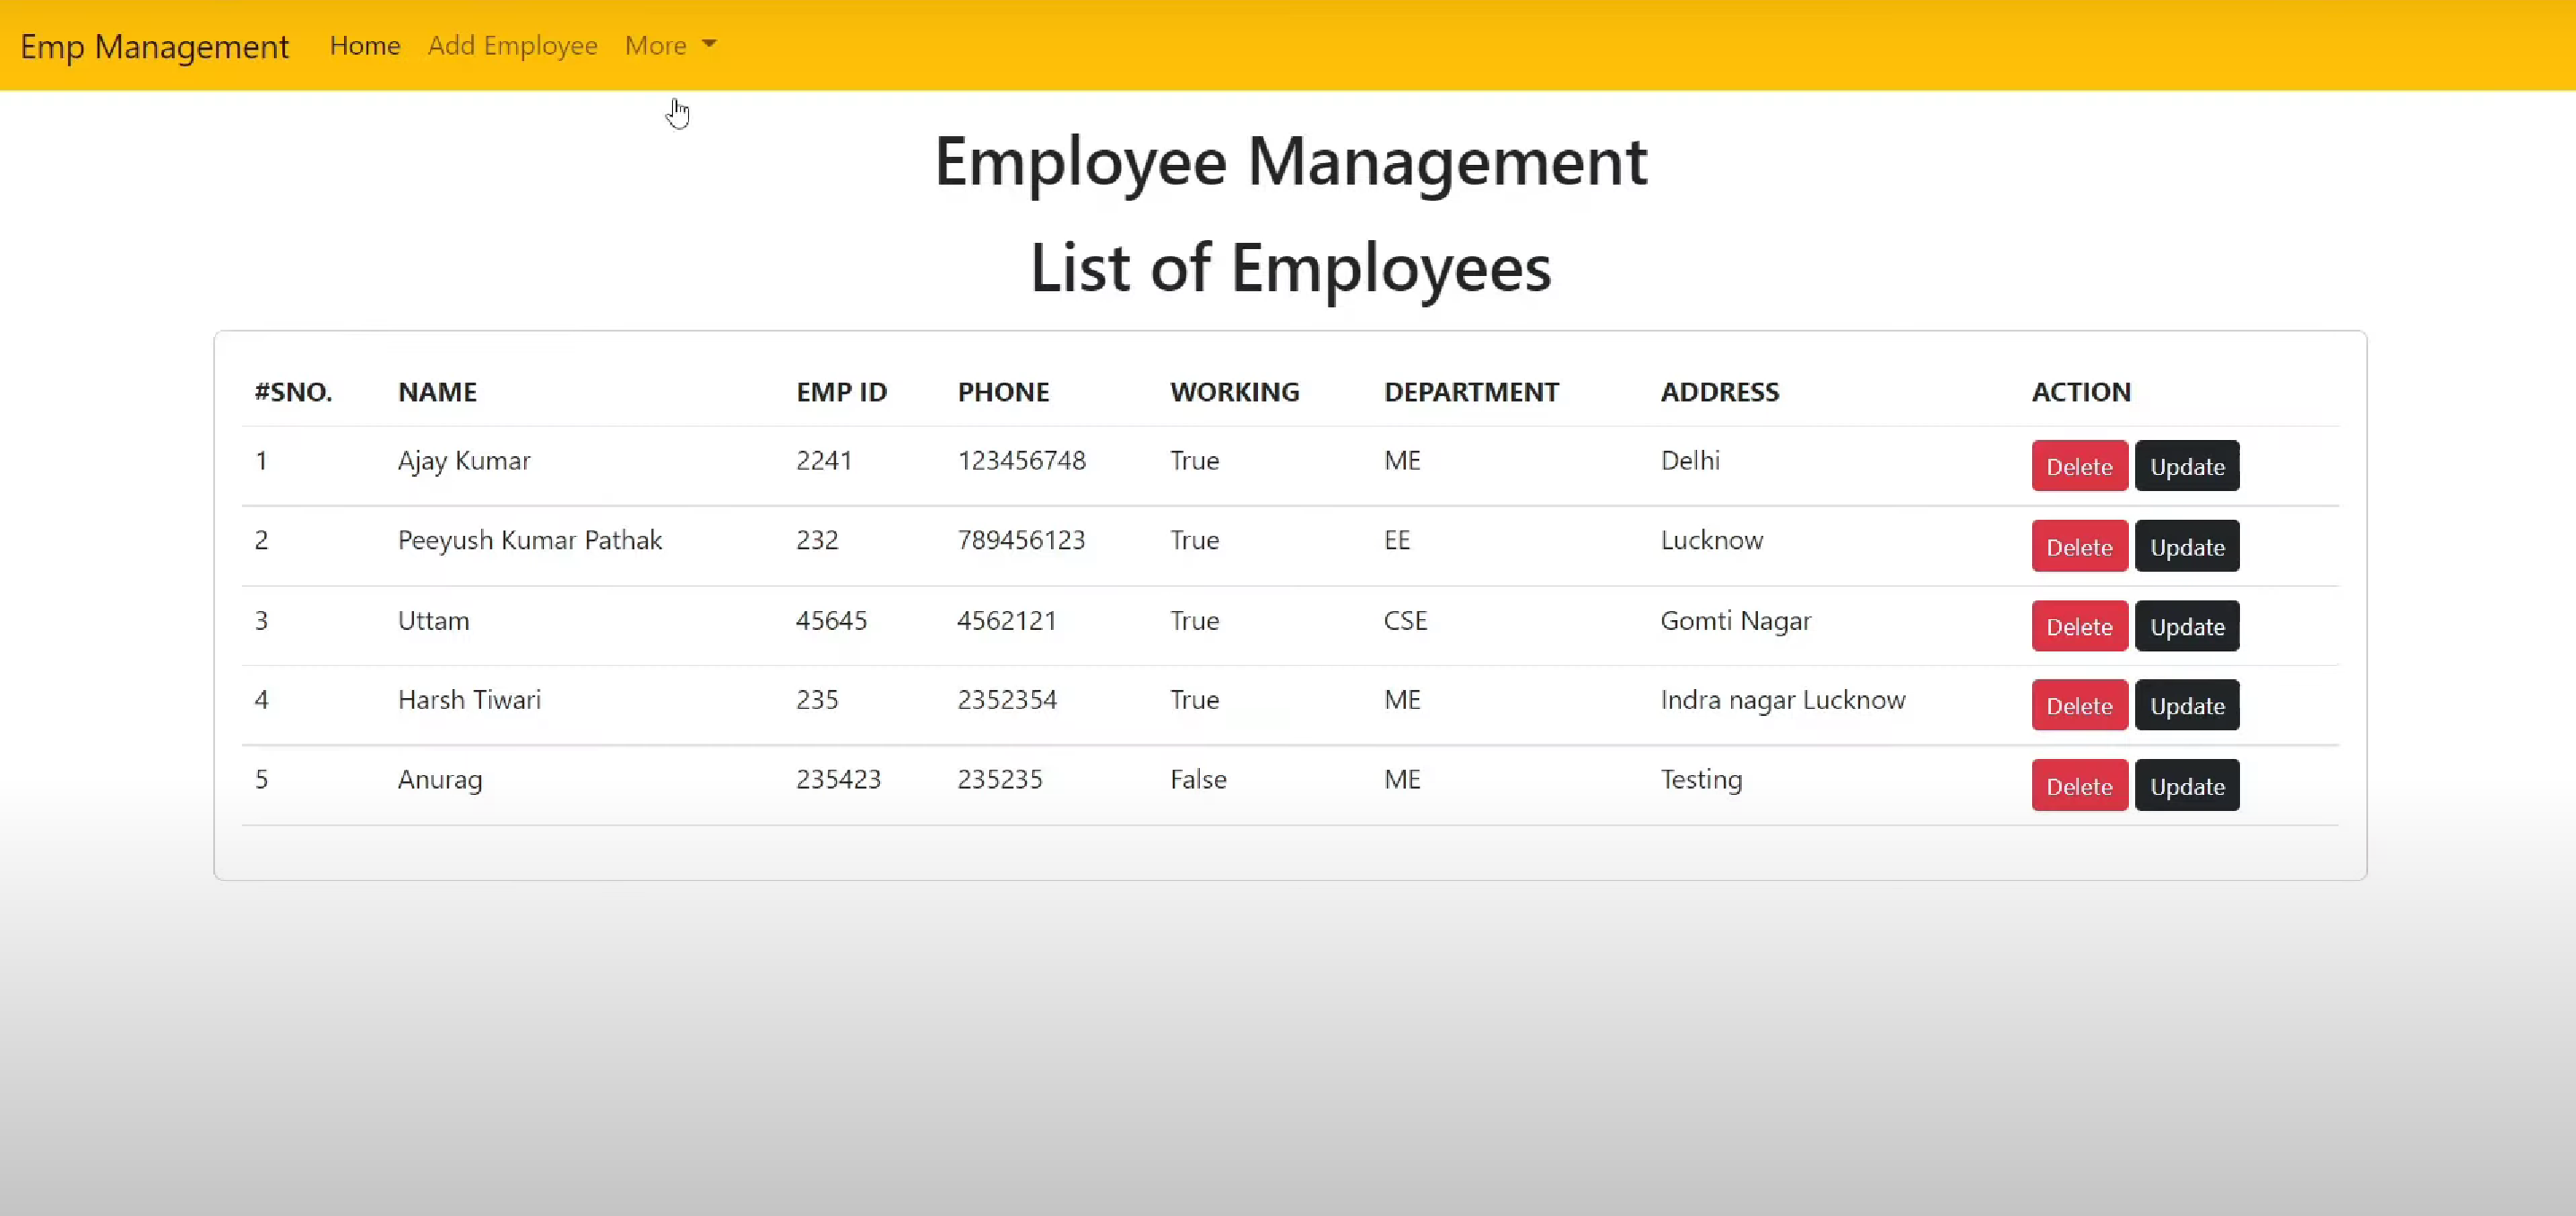 Emp Management Home Add Employee More
Employee Management
List of Employees
#SNO. NAME EMP ID PHONE WORKING DEPARTMENT ADDRESS ACTION
1 Ajay Kumar 2241 123456748 True ME Delhi Delete Update
2 Peeyush Kumar Pathak 232 789456123 True EE Lucknow Delete Update
3 Uttam 45645 4562121 True CSE Gomti Nagar Delete Update
4 Harsh Tiwari 235 2352354 True ME Indra nagar Lucknow Delete Update
5 Anurag 235423 235235 False ME Testing Delete Update